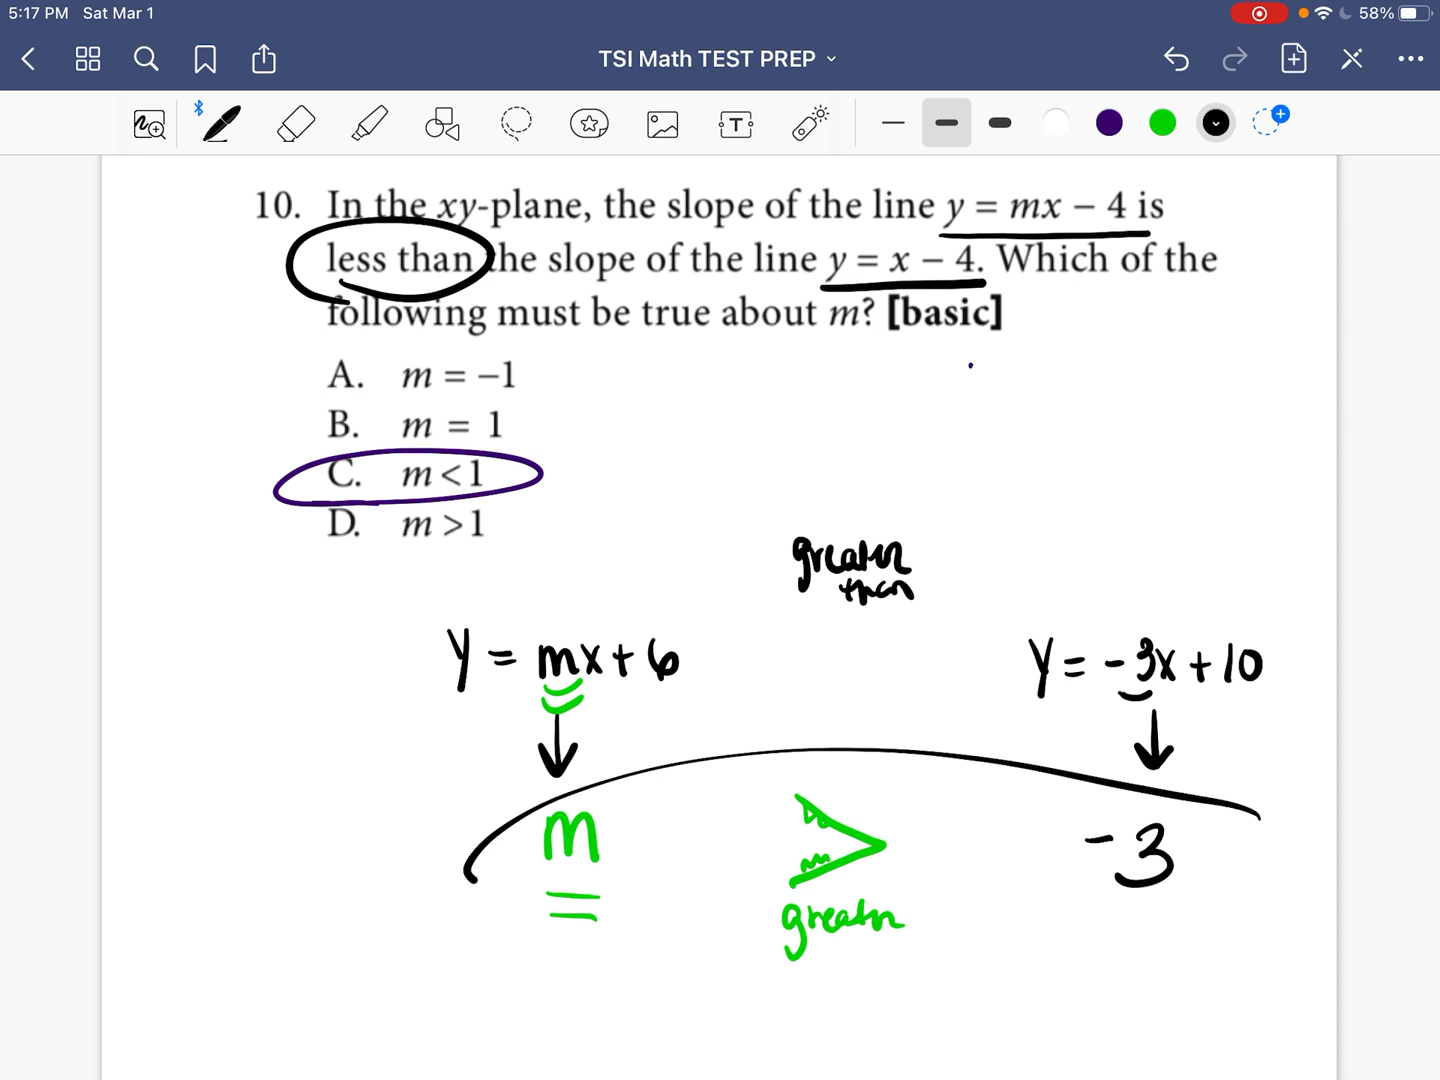 5:17 PM Sat Mar 1
58%
TSI Math TEST PREP
T
10. In the xy-plane, the slope of the line y = mx − 4 is
less than the slope of the line y = x − 4. Which of the
following must be true about m? [basic]
A. m = −1
B. m = 1
C. m < 1
D. m > 1
greater
than
y = mx + 6
y = -3x + 10
m
>
-3
=
greater